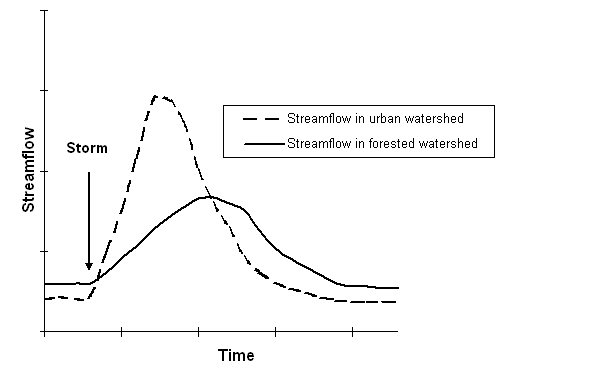 Streamflow in urban watershed
Streamflow in forested watershed
Storm
Streamflow
Time